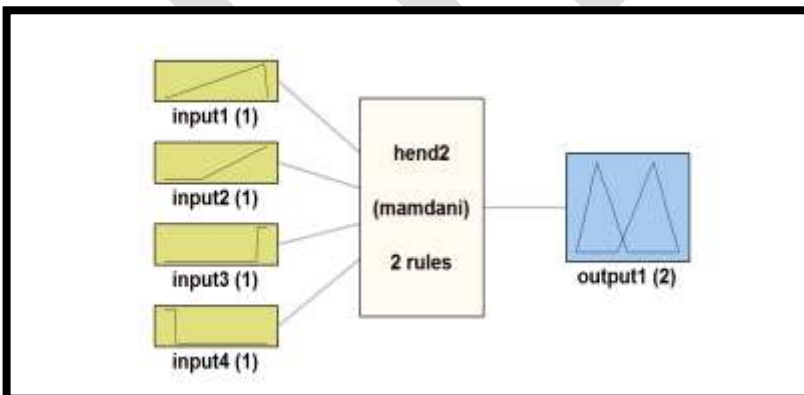 input1 (1)
input2 (1)
input3 (1)
input4 (1)
hend2
(mamdani)
2 rules
output1 (2)